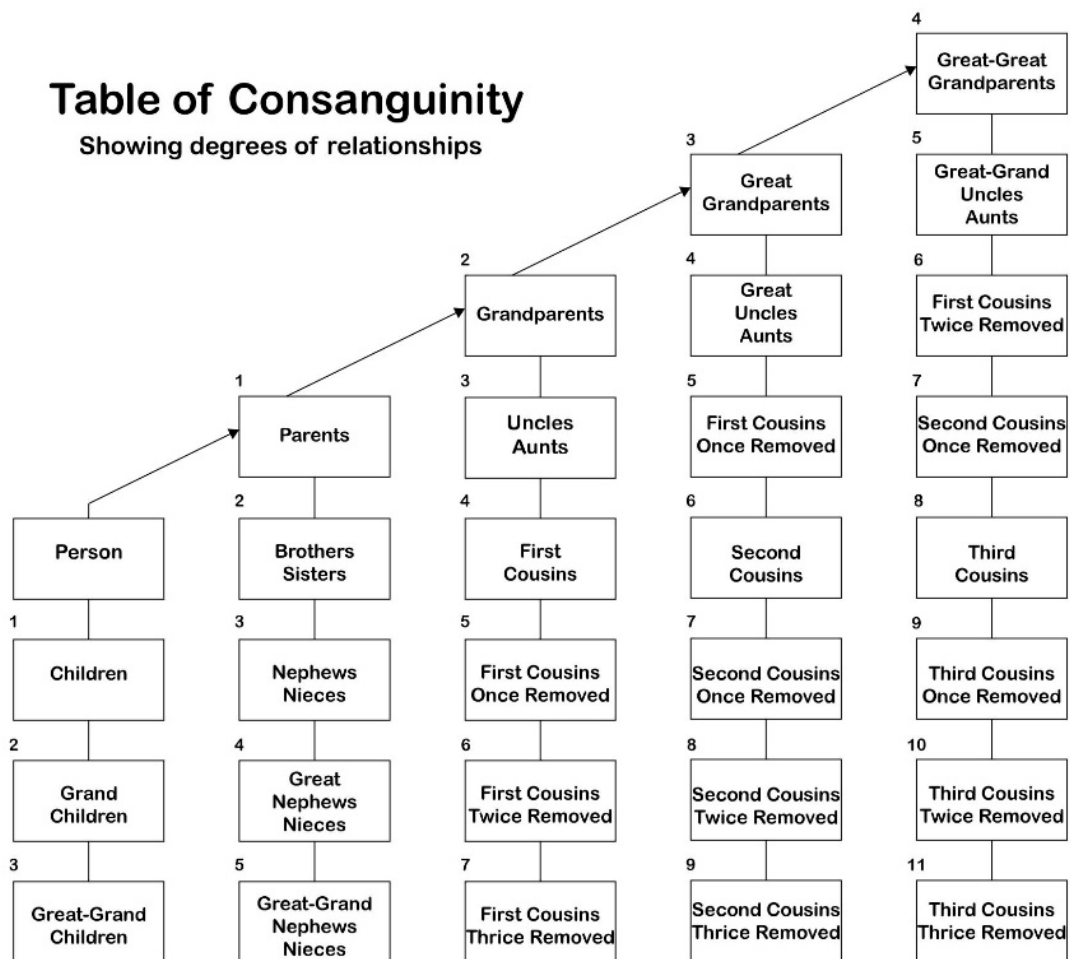 Table of Consanguinity
Showing degrees of relationships
4
Great-Great
Grandparents
3
Great
Grandparents
5
Great-Grand
Uncles
Aunts
2
Grandparents
4
Great
Uncles
Aunts
6
First Cousins
Twice Removed
1
Parents
3
Uncles
Aunts
5
First Cousins
Once Removed
7
Second Cousins
Once Removed
Person
2
Brothers
Sisters
4
First
Cousins
6
Second
Cousins
8
Third
Cousins
1
Children
3
Nephews
Nieces
5
First Cousins
Once Removed
7
Second Cousins
Once Removed
9
Third Cousins
Once Removed
2
Grand
Children
4
Great
Nephews
Nieces
6
First Cousins
Twice Removed
8
Second Cousins
Twice Removed
10
Third Cousins
Twice Removed
3
Great-Grand
Children
5
Great-Grand
Nephews
Nieces
7
First Cousins
Thrice Removed
9
Second Cousins
Thrice Removed
11
Third Cousins
Thrice Removed